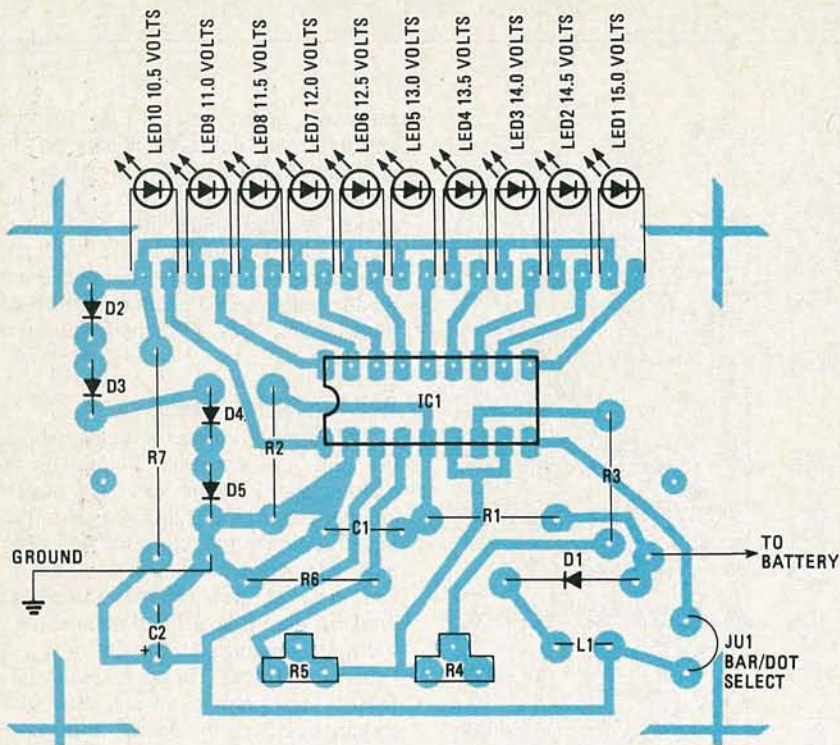 LED10 10.5 VOLTS
LED9 11.0 VOLTS
LED8 11.5 VOLTS
LED7 12.0 VOLTS
LED6 12.5 VOLTS
LED5 13.0 VOLTS
LED4 13.5 VOLTS
LED3 14.0 VOLTS
LED2 14.5 VOLTS
LED1 15.0 VOLTS
D2
D3
IC1
D4
R2
R7
R3
D5
C1
R1
GROUND
D1
TO
BATTERY
R6
C2
+
L1
JU1
BAR/DOT
SELECT
R5
R4